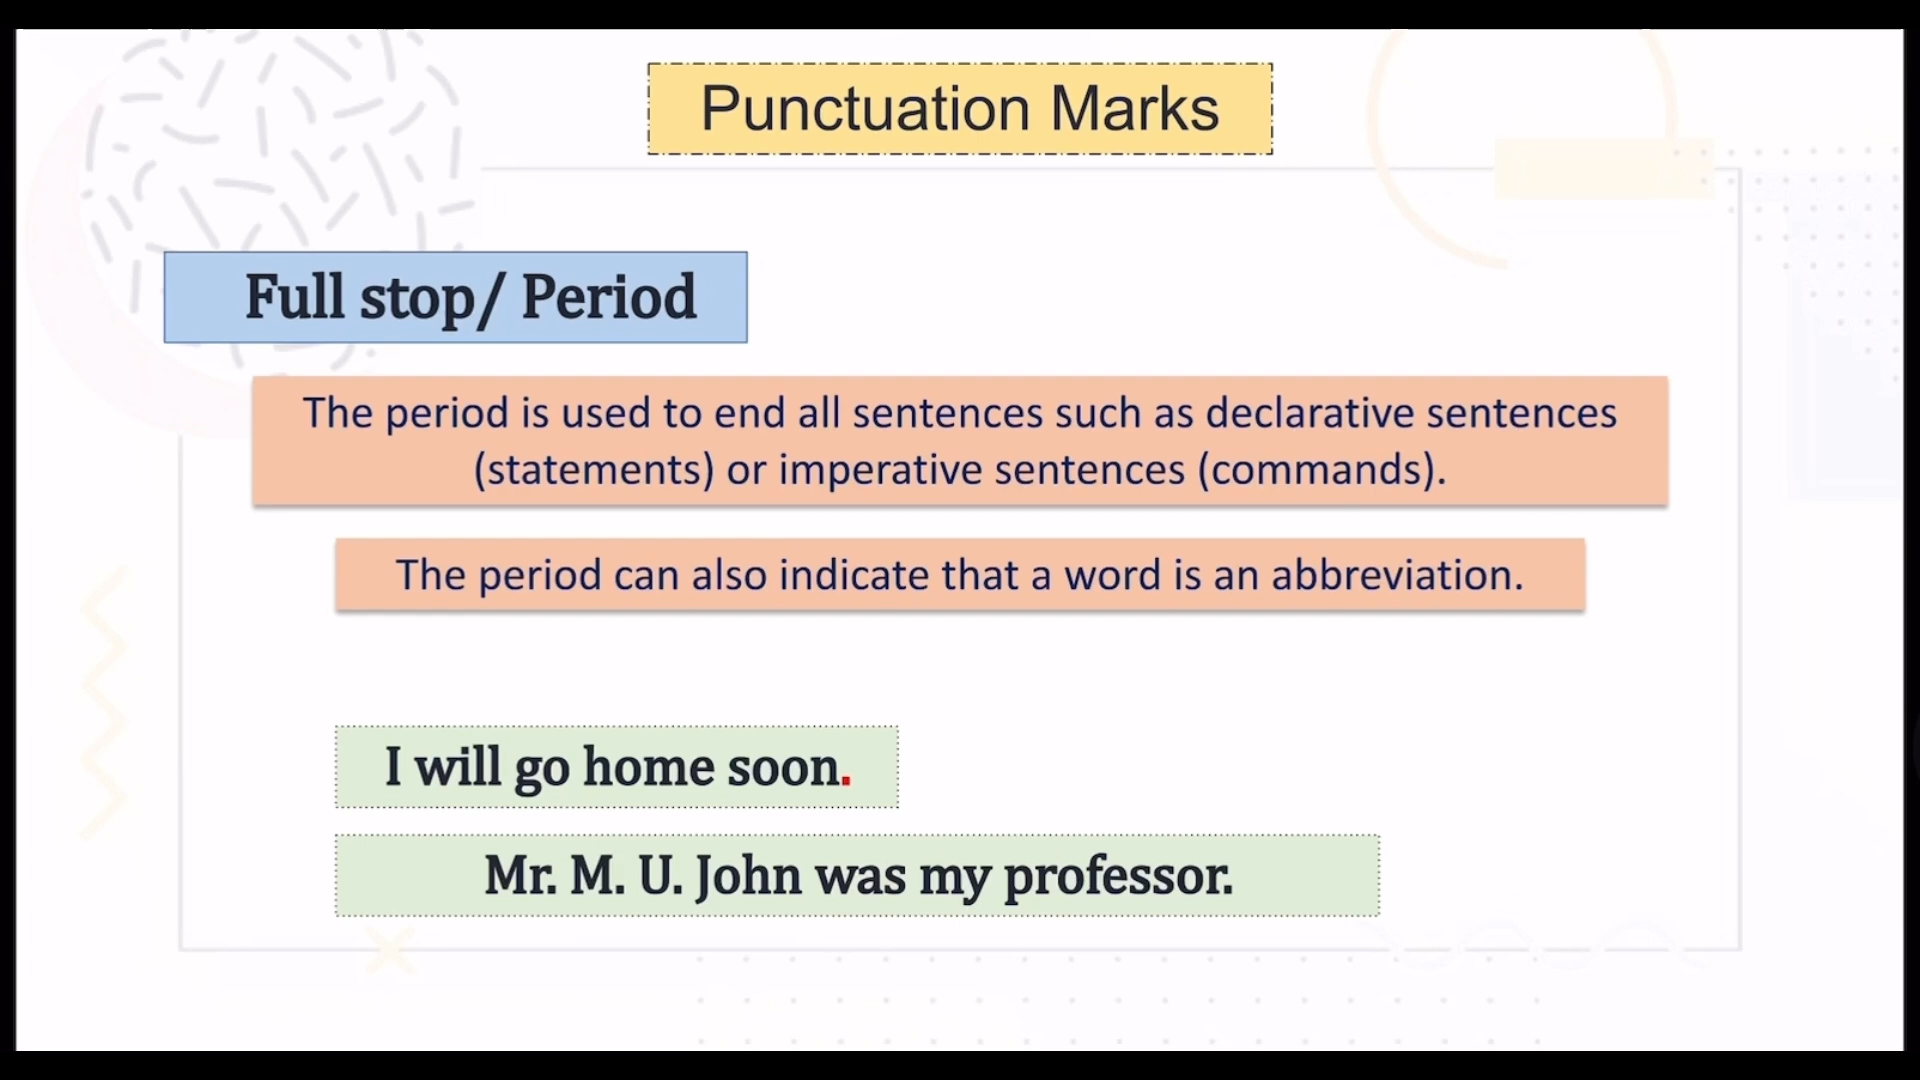 Punctuation Marks
Full stop/ Period
The period is used to end all sentences such as declarative sentences
(statements) or imperative sentences (commands).
The period can also indicate that a word is an abbreviation.
I will go home soon.
Mr. M. U. John was my professor.